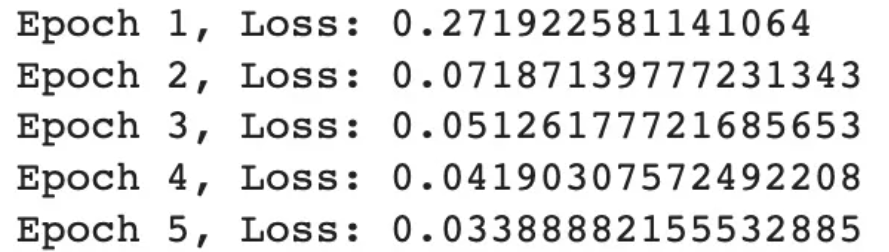 Epoch 1, Loss: 0.271922581141064
Epoch 2, Loss: 0.07187139777231343
Epoch 3, Loss: 0.05126177721685653
Epoch 4, Loss: 0.04190307572492208
Epoch 5, Loss: 0.03388882155532885